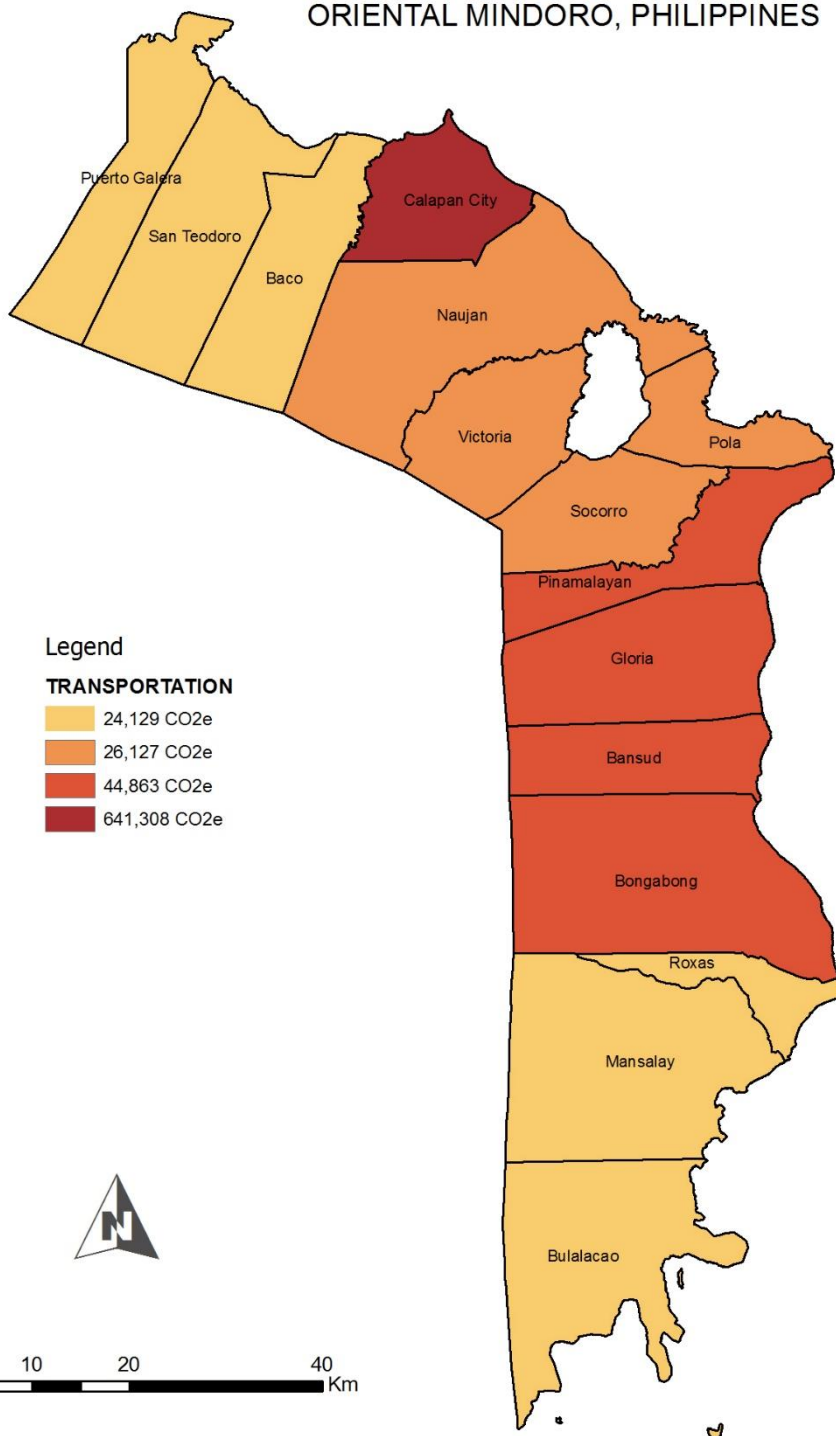 ORIENTAL MINDORO, PHILIPPINES
Puerto Galera
Calapan City
San Teodoro
Baco
Naujan
Victoria
Pola
Socorro
Pinamalayan
Gloria
Bansud
Bongabong
Roxas
Mansalay
Bulalacao
Legend
TRANSPORTATION
24,129 CO2e
26,127 CO2e
44,863 CO2e
641,308 CO2e
N
10 20 40
Km